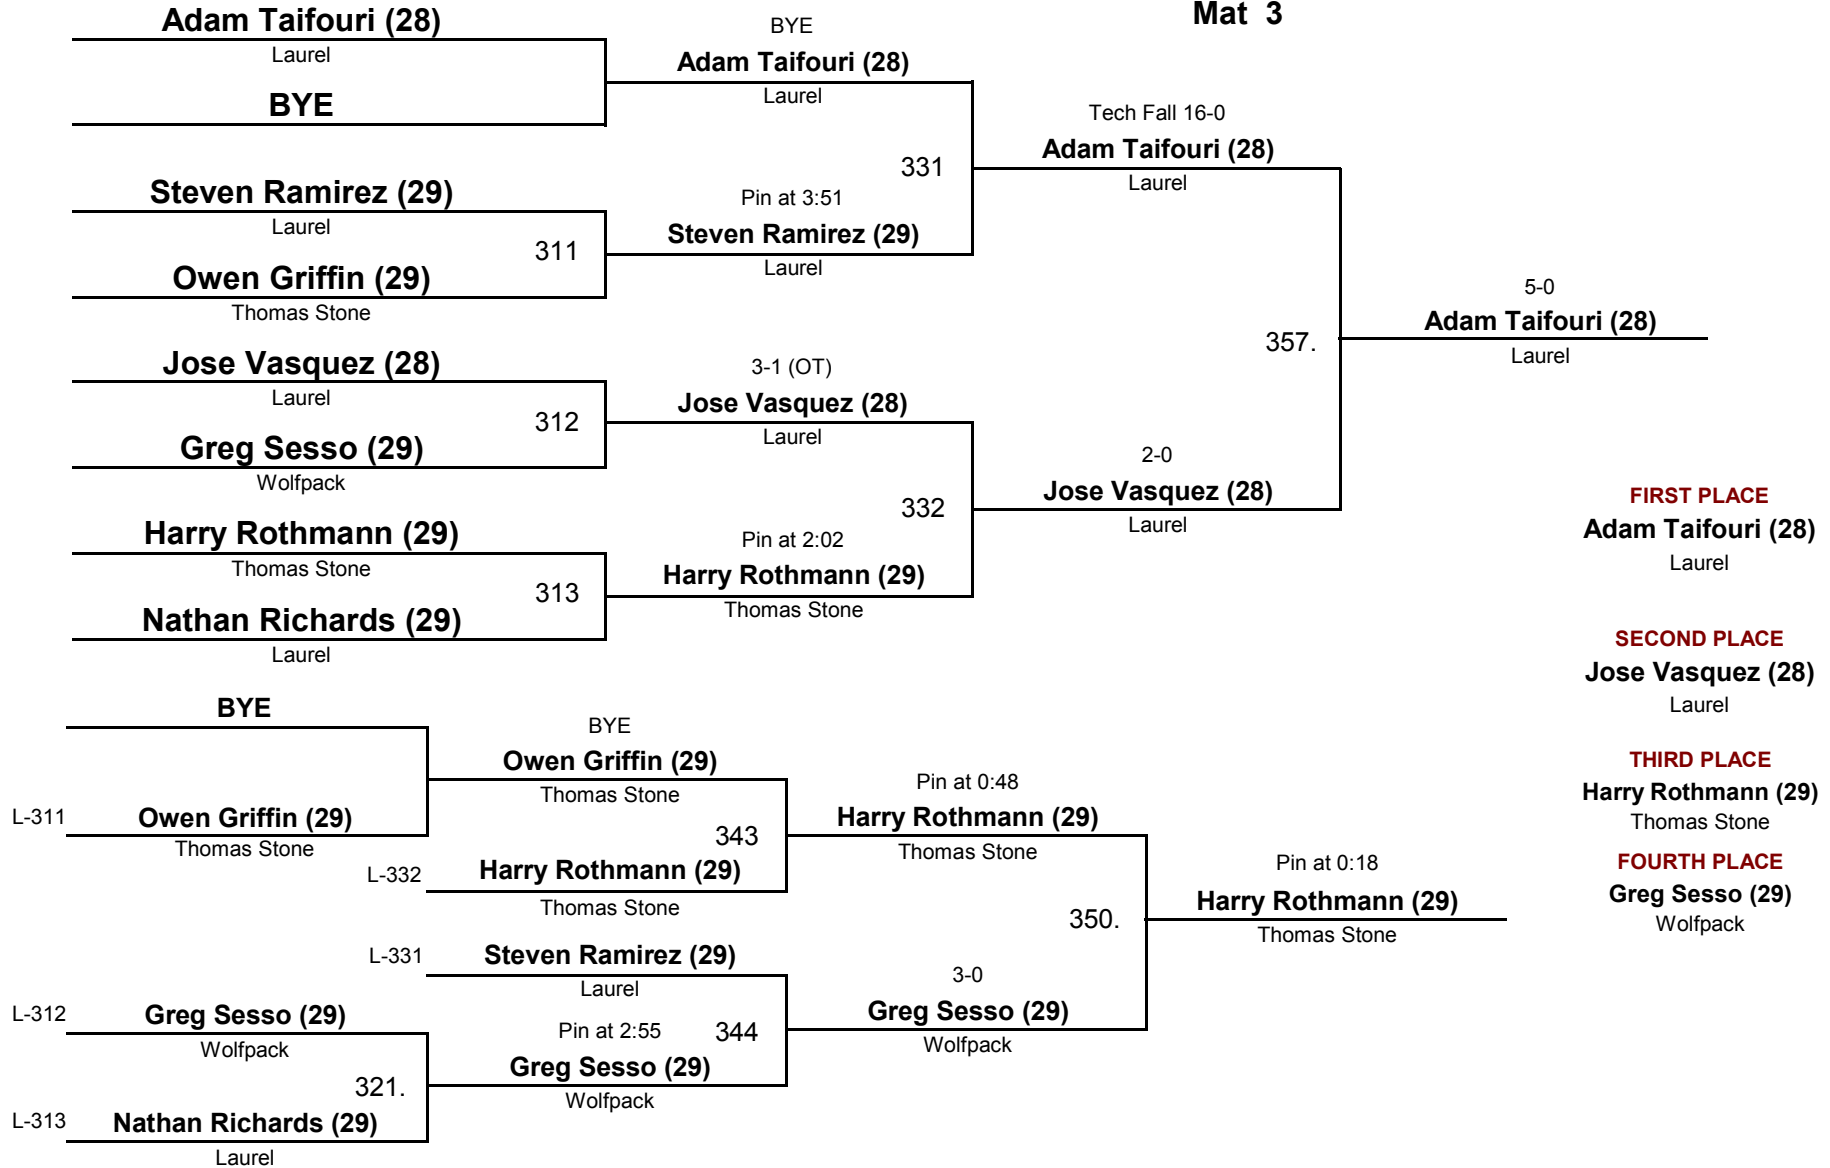 Mat 3
Adam Taifouri (28)
Laurel
BYE
Steven Ramirez (29)
Laurel
311
Owen Griffin (29)
Thomas Stone
Jose Vasquez (28)
Laurel
312
Greg Sesso (29)
Wolfpack
Harry Rothmann (29)
Thomas Stone
313
Nathan Richards (29)
Laurel
BYE
Adam Taifouri (28)
Laurel
331
Pin at 3:51
Steven Ramirez (29)
Laurel
3-1 (OT)
Jose Vasquez (28)
Laurel
332
Pin at 2:02
Harry Rothmann (29)
Thomas Stone
Tech Fall 16-0
Adam Taifouri (28)
Laurel
357.
2-0
Jose Vasquez (28)
Laurel
5-0
Adam Taifouri (28)
Laurel
BYE
L-311
Owen Griffin (29)
Thomas Stone
L-312
Greg Sesso (29)
Wolfpack
321.
L-313
Nathan Richards (29)
Laurel
BYE
Owen Griffin (29)
Thomas Stone
343
L-332
Harry Rothmann (29)
Thomas Stone
L-331
Steven Ramirez (29)
Laurel
344
Pin at 2:55
Greg Sesso (29)
Wolfpack
Pin at 0:48
Harry Rothmann (29)
Thomas Stone
350.
3-0
Greg Sesso (29)
Wolfpack
Pin at 0:18
Harry Rothmann (29)
Thomas Stone
FIRST PLACE
Adam Taifouri (28)
Laurel
SECOND PLACE
Jose Vasquez (28)
Laurel
THIRD PLACE
Harry Rothmann (29)
Thomas Stone
FOURTH PLACE
Greg Sesso (29)
Wolfpack